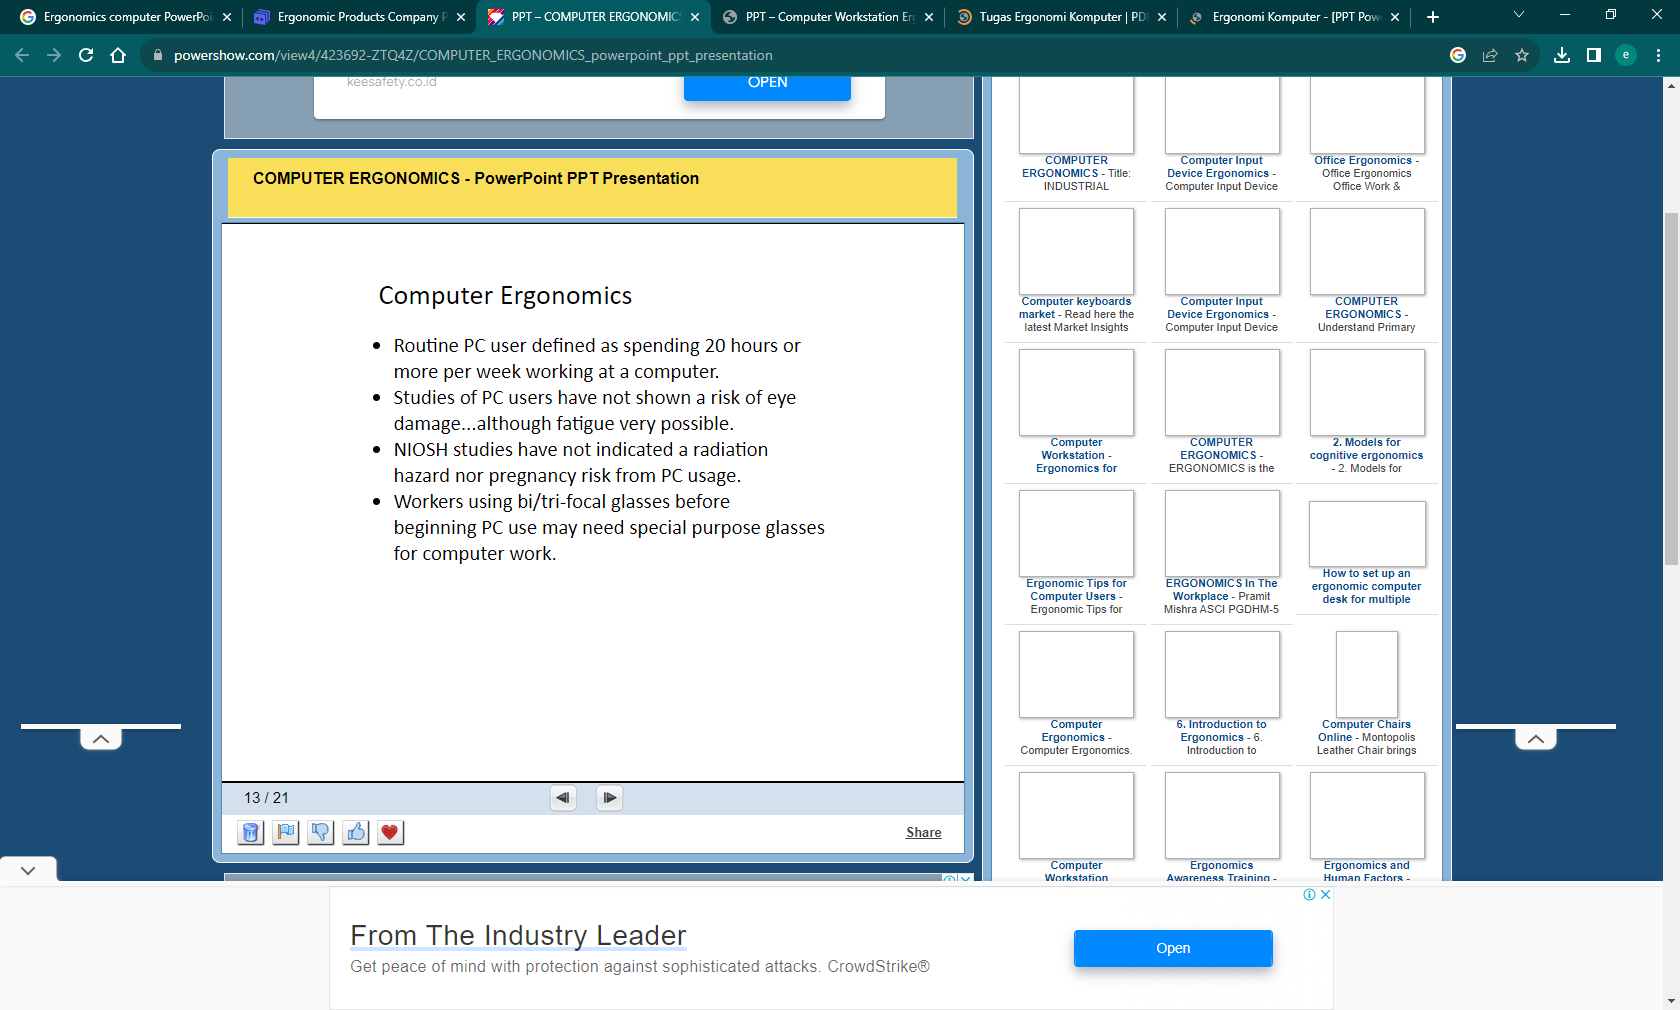 Ergonomics computer PowerPoi
Ergonomic Products Company P
PPT – COMPUTER ERGONOMICS
PPT – Computer Workstation Er
Tugas Ergonomi Komputer | PD
Ergonomi Komputer - [PPT Pow
powershow.com/view4/423692-ZTQ4Z/COMPUTER_ERGONOMICS_powerpoint_ppt_presentation
e
keesafety.co.id
OPEN
COMPUTER ERGONOMICS - PowerPoint PPT Presentation
Computer Ergonomics
• Routine PC user defined as spending 20 hours or
more per week working at a computer.
• Studies of PC users have not shown a risk of eye
damage...although fatigue very possible.
• NIOSH studies have not indicated a radiation
hazard nor pregnancy risk from PC usage.
• Workers using bi/tri-focal glasses before
beginning PC use may need special purpose glasses
for computer work.
13 / 21
Share
COMPUTER
ERGONOMICS - Title:
INDUSTRIAL
Computer Input
Device Ergonomics -
Computer Input Device
Office Ergonomics -
Office Ergonomics
Office Work &
Computer keyboards
market - Read here the
latest Market Insights
Computer Input
Device Ergonomics -
Computer Input Device
COMPUTER
ERGONOMICS -
Understand Primary
Computer
Workstation -
Ergonomics for
COMPUTER
ERGONOMICS -
ERGONOMICS is the
2. Models for
cognitive ergonomics
- 2. Models for
Ergonomic Tips for
Computer Users -
Ergonomic Tips for
ERGONOMICS In The
Workplace - Pramit
Mishra ASCI PGDHM-5
How to set up an
ergonomic computer
desk for multiple
Computer
Ergonomics -
Computer Ergonomics.
6. Introduction to
Ergonomics - 6.
Introduction to
Computer Chairs
Online - Montopolis
Leather Chair brings
Computer
Workstation
Ergonomics
Awareness Training -
Ergonomics and
Human Factors -
From The Industry Leader
Get peace of mind with protection against sophisticated attacks. CrowdStrike®
Open